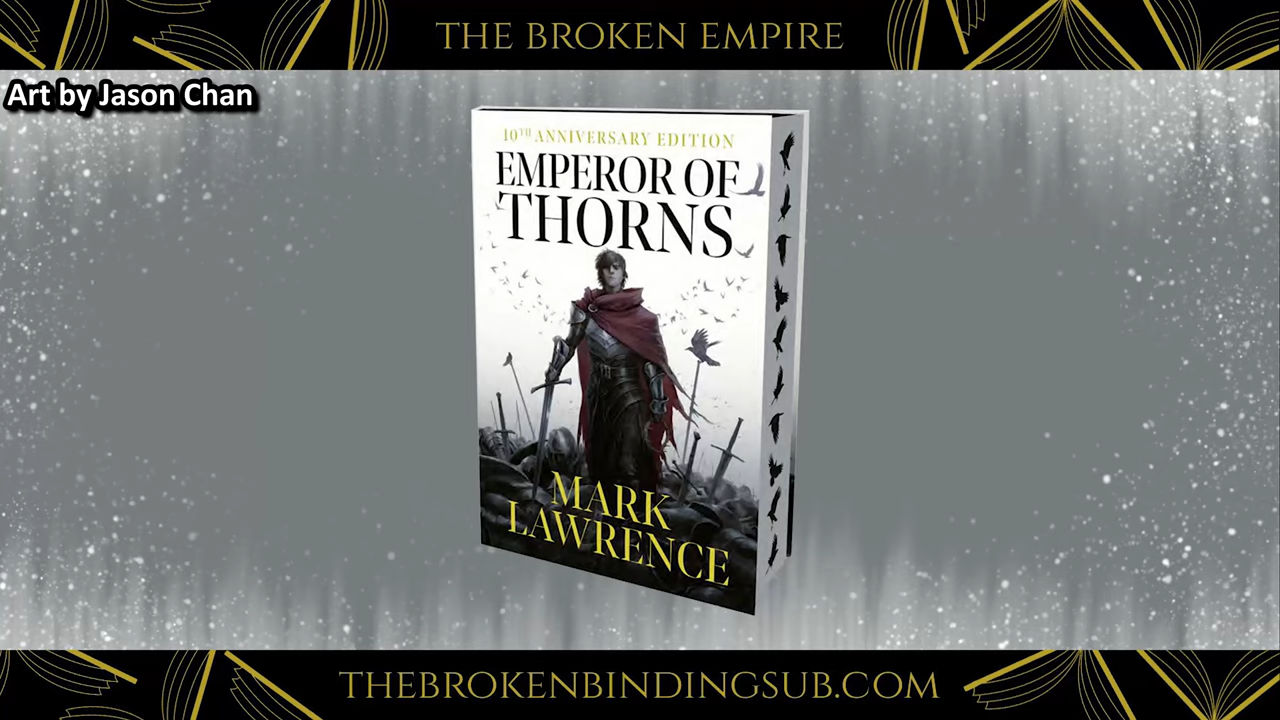 THE BROKEN EMPIRE
Art by Jason Chan
10TH ANNIVERSARY EDITION
EMPEROR OF
THORNS
MARK
LAWRENCE
THEBROKENBINDINGSUB.COM